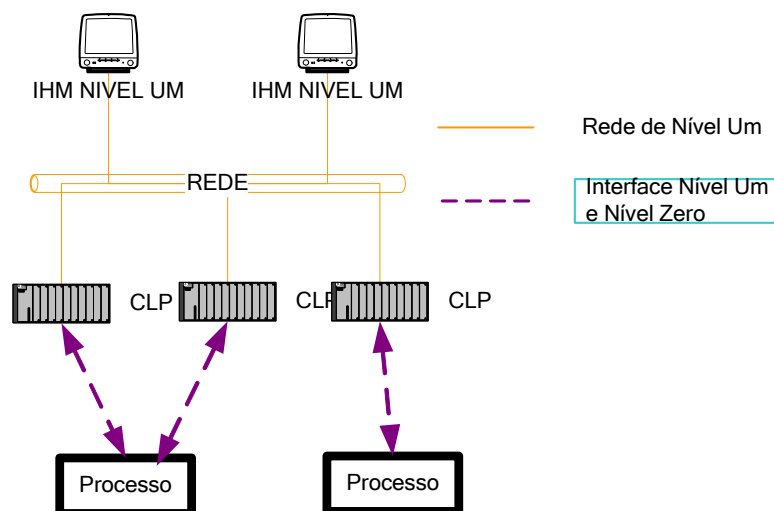 IHM NIVEL UM
IHM NIVEL UM
Rede de Nível Um
REDE
Interface Nível Um
e Nível Zero
CLP
CLP
CLP
Processo
Processo